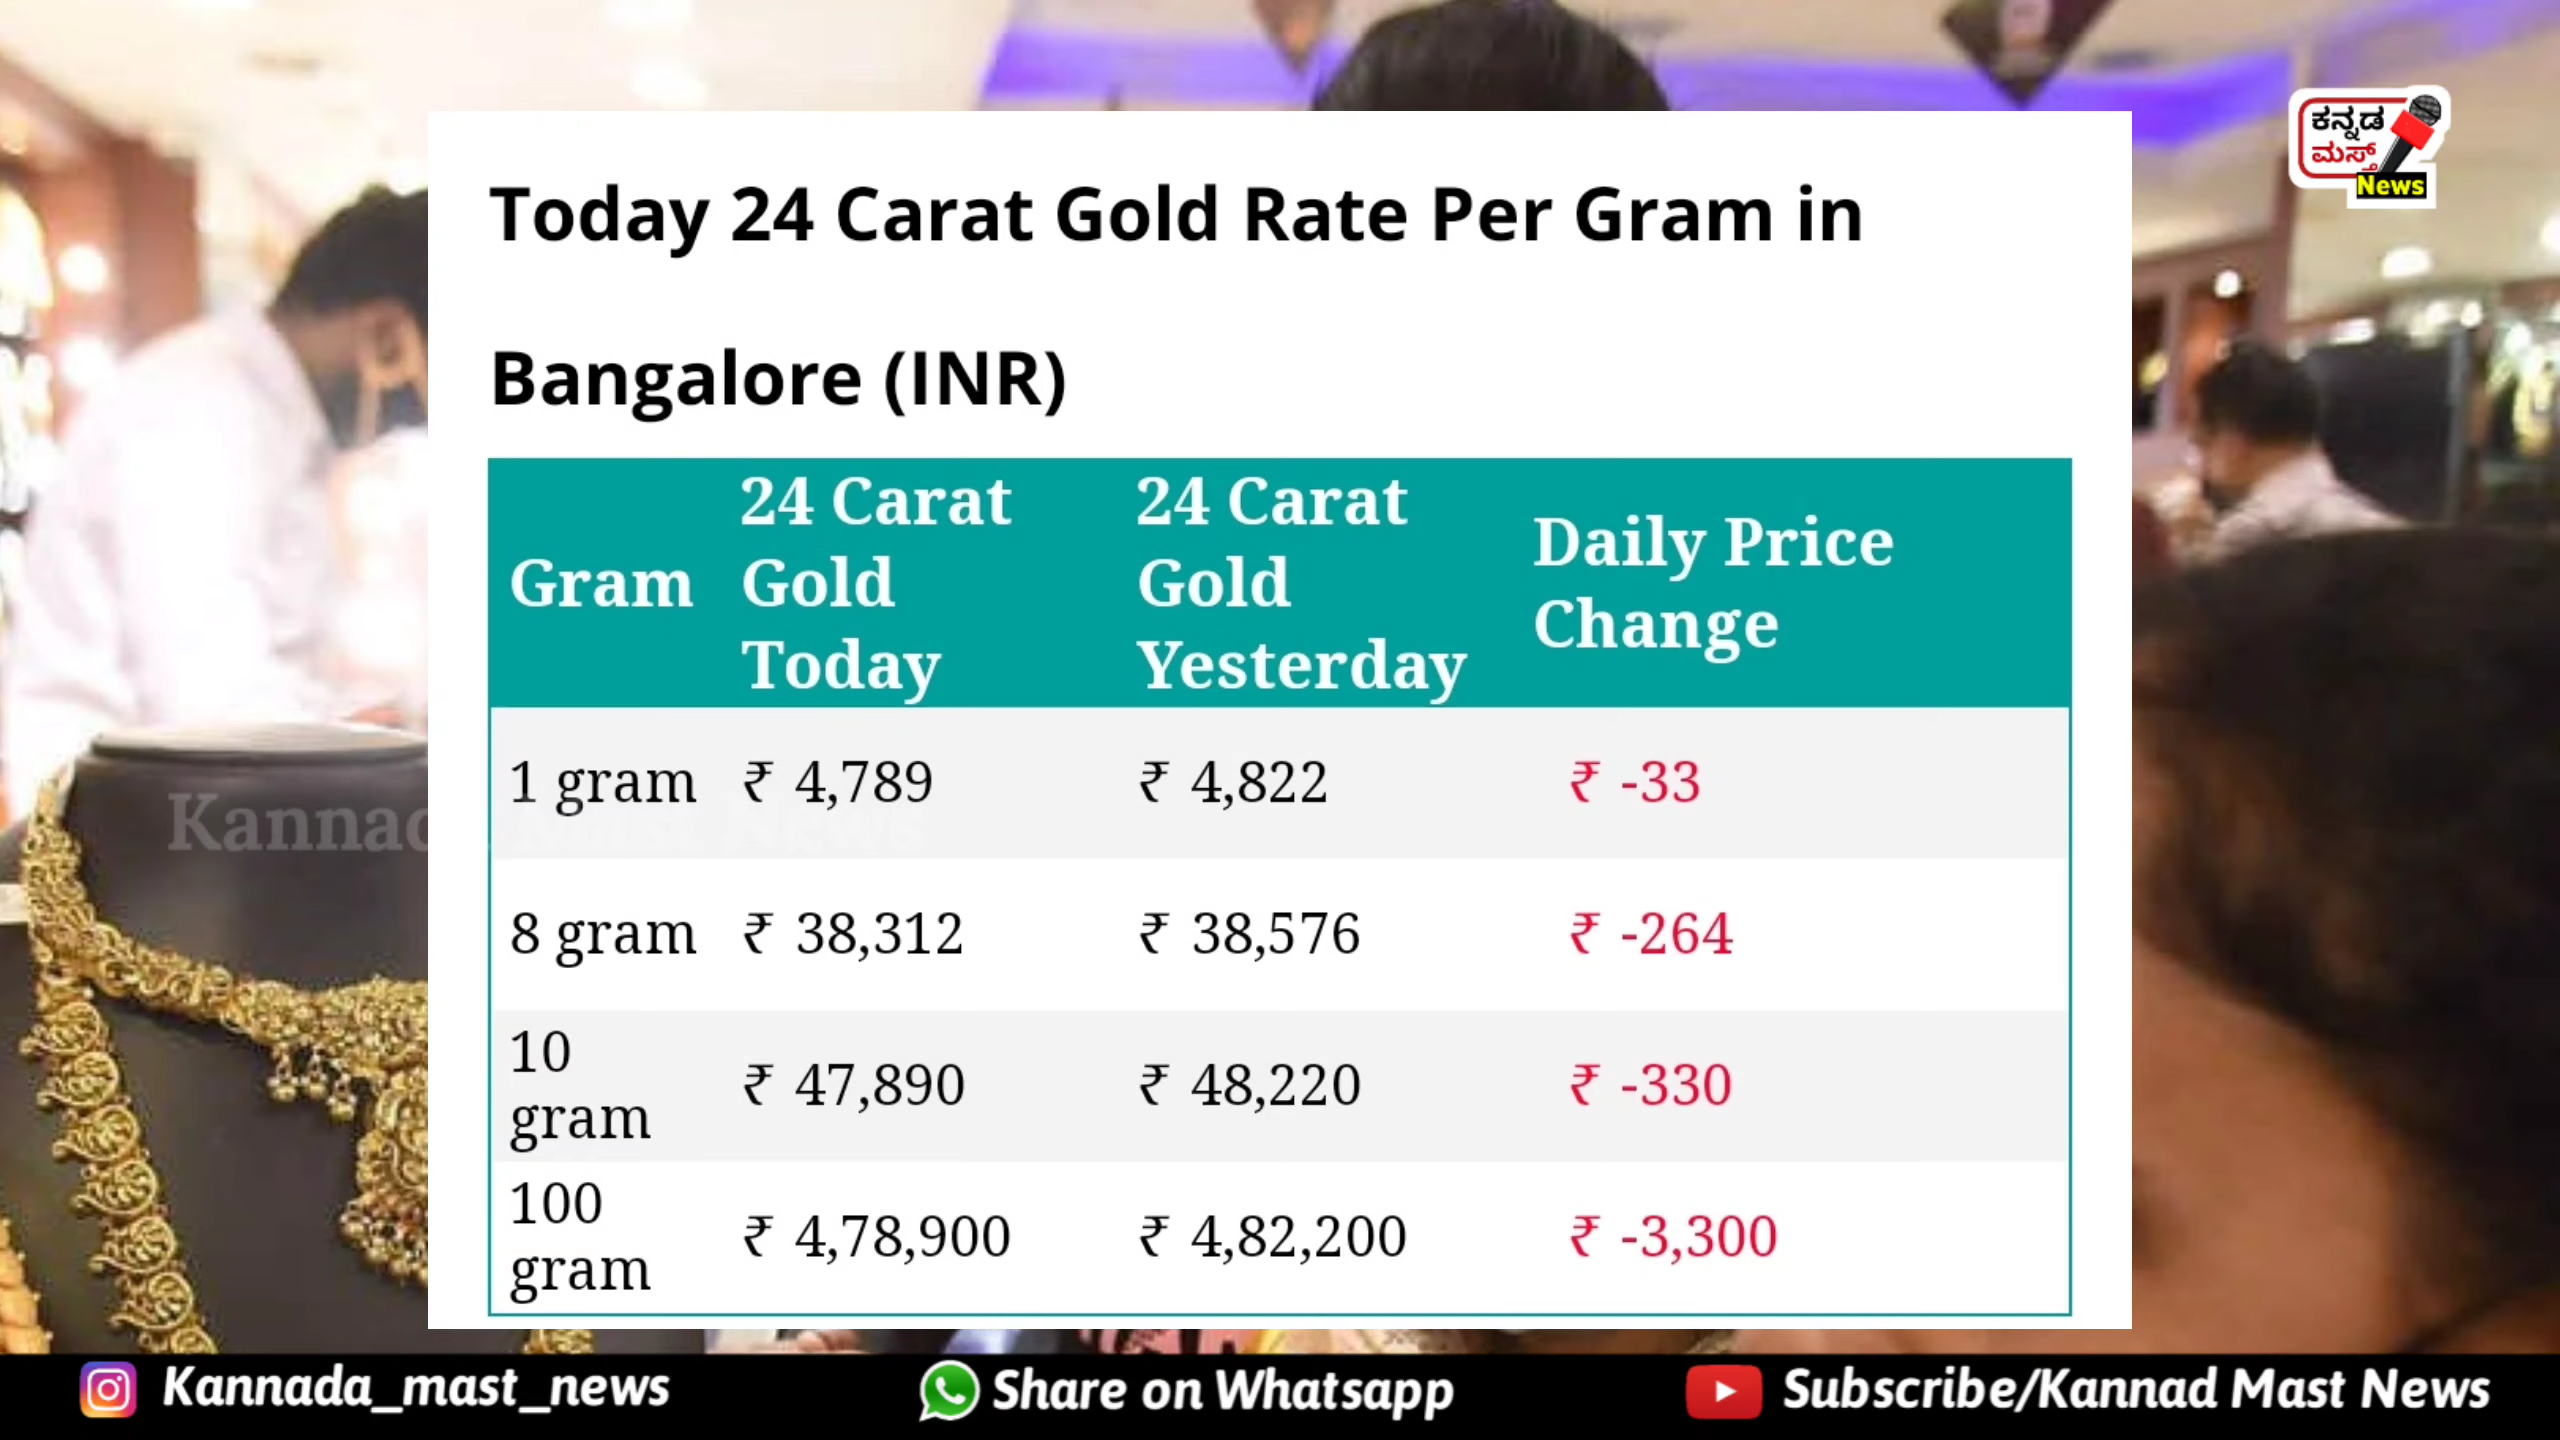 ಕನ್ನಡ
ಮಸ್ತ್
News
Today 24 Carat Gold Rate Per Gram in
Bangalore (INR)
Gram
24 Carat
Gold
Today
24 Carat
Gold
Yesterday
Daily Price
Change
1 gram ₹ 4,789 ₹ 4,822 ₹ -33
8 gram ₹ 38,312 ₹ 38,576 ₹ -264
10
gram
₹ 47,890 ₹ 48,220 ₹ -330
100
gram
₹ 4,78,900 ₹ 4,82,200 ₹ -3,300
Kannada_mast_news
Share on Whatsapp
Subscribe/Kannad Mast News